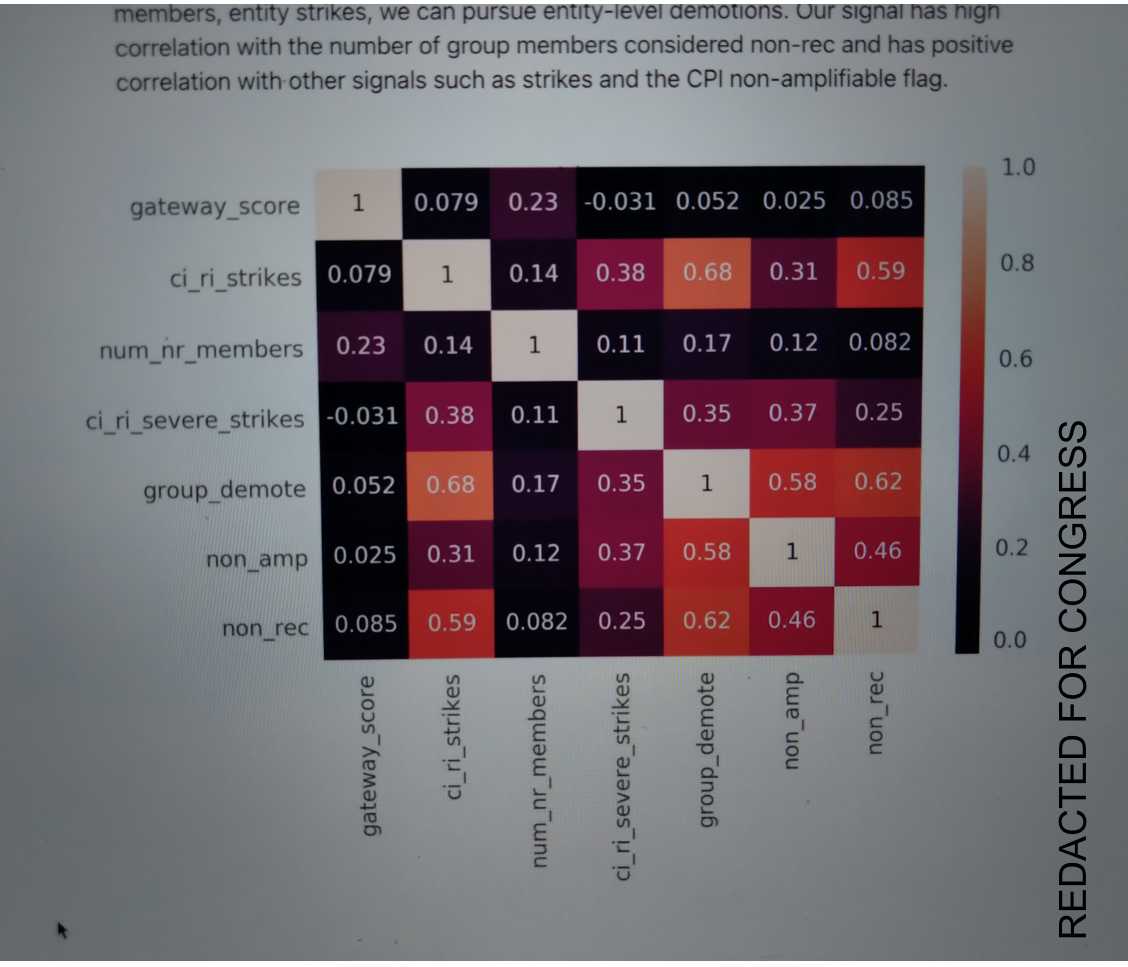 members, entity strikes, we can pursue entity-level demotions. Our signal has high
correlation with the number of group members considered non-rec and has positive
correlation with other signals such as strikes and the CPI non-amplifiable flag.
gateway_score 1 0.079 0.23 -0.031 0.052 0.025 0.085
ci_ri_strikes 0.079 1 0.14 0.38 0.68 0.31 0.59
num_nr_members 0.23 0.14 1 0.11 0.17 0.12 0.082
ci_ri_severe_strikes -0.031 0.38 0.11 1 0.35 0.37 0.25
group_demote 0.052 0.68 0.17 0.35 1 0.58 0.62
non_amp 0.025 0.31 0.12 0.37 0.58 1 0.46
non_rec 0.085 0.59 0.082 0.25 0.62 0.46 1
gateway_score
ci_ri_strikes
num_nr_members
ci_ri_severe_strikes
group_demote
non_amp
non_rec
1.0
0.8
0.6
0.4
0.2
0.0
REDACTED FOR CONGRESS